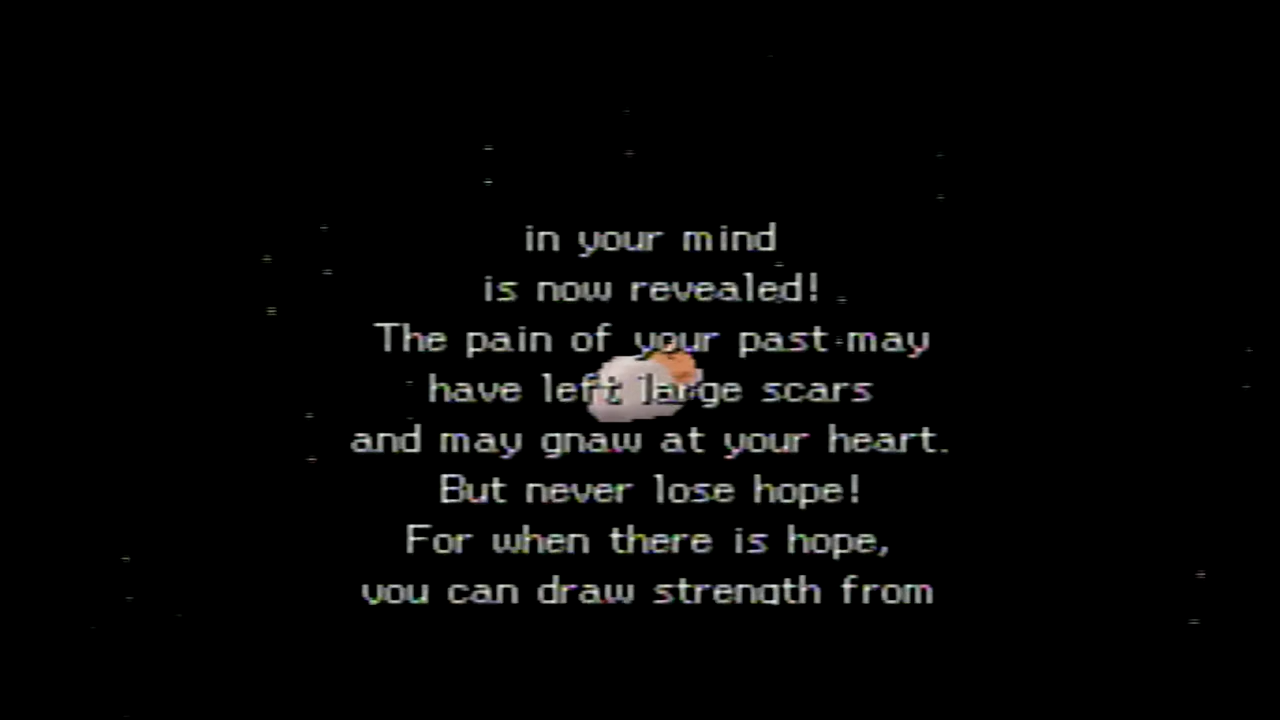 in your mind
is now revealed!
The pain of your past may
have left large scars
and may gnaw at your heart.
But never lose hope!
For when there is hope,
you can draw strength from